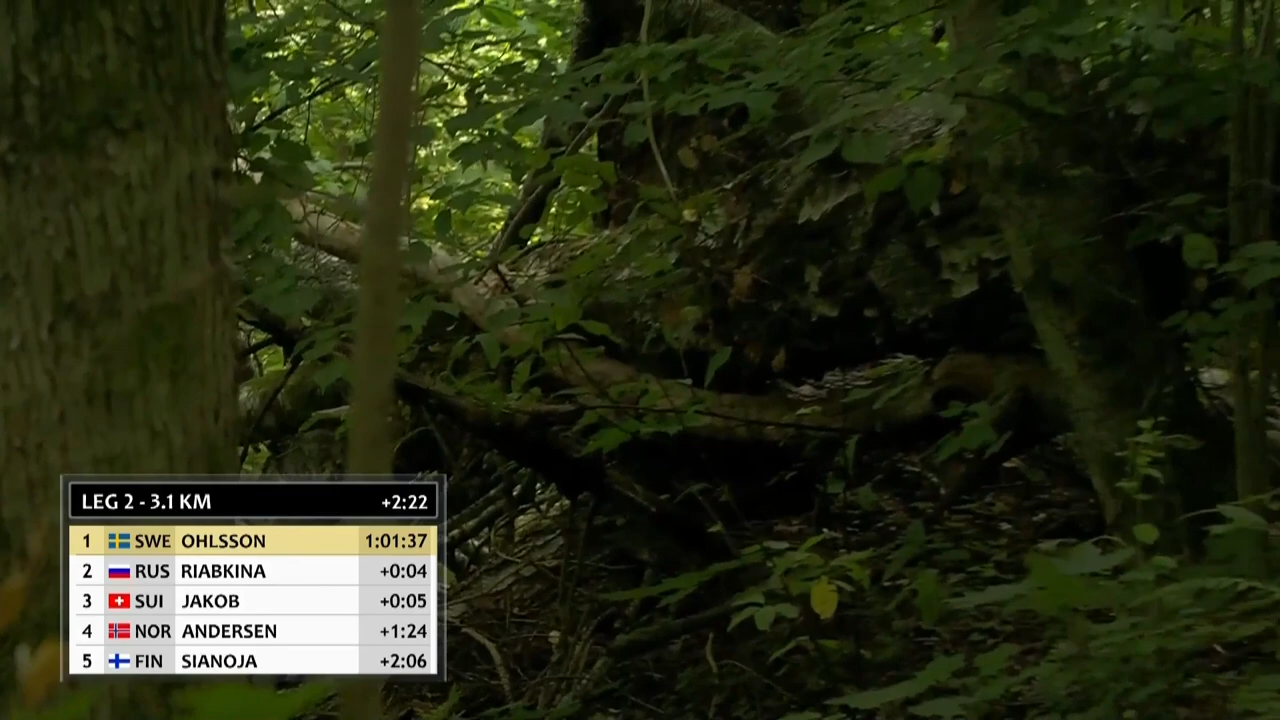 LEG 2 - 3.1 KM +2:22
1 SWE OHLSSON 1:01:37
2 RUS RIABKINA +0:04
3 SUI JAKOB +0:05
4 NOR ANDERSEN +1:24
5 FIN SIANOJA +2:06